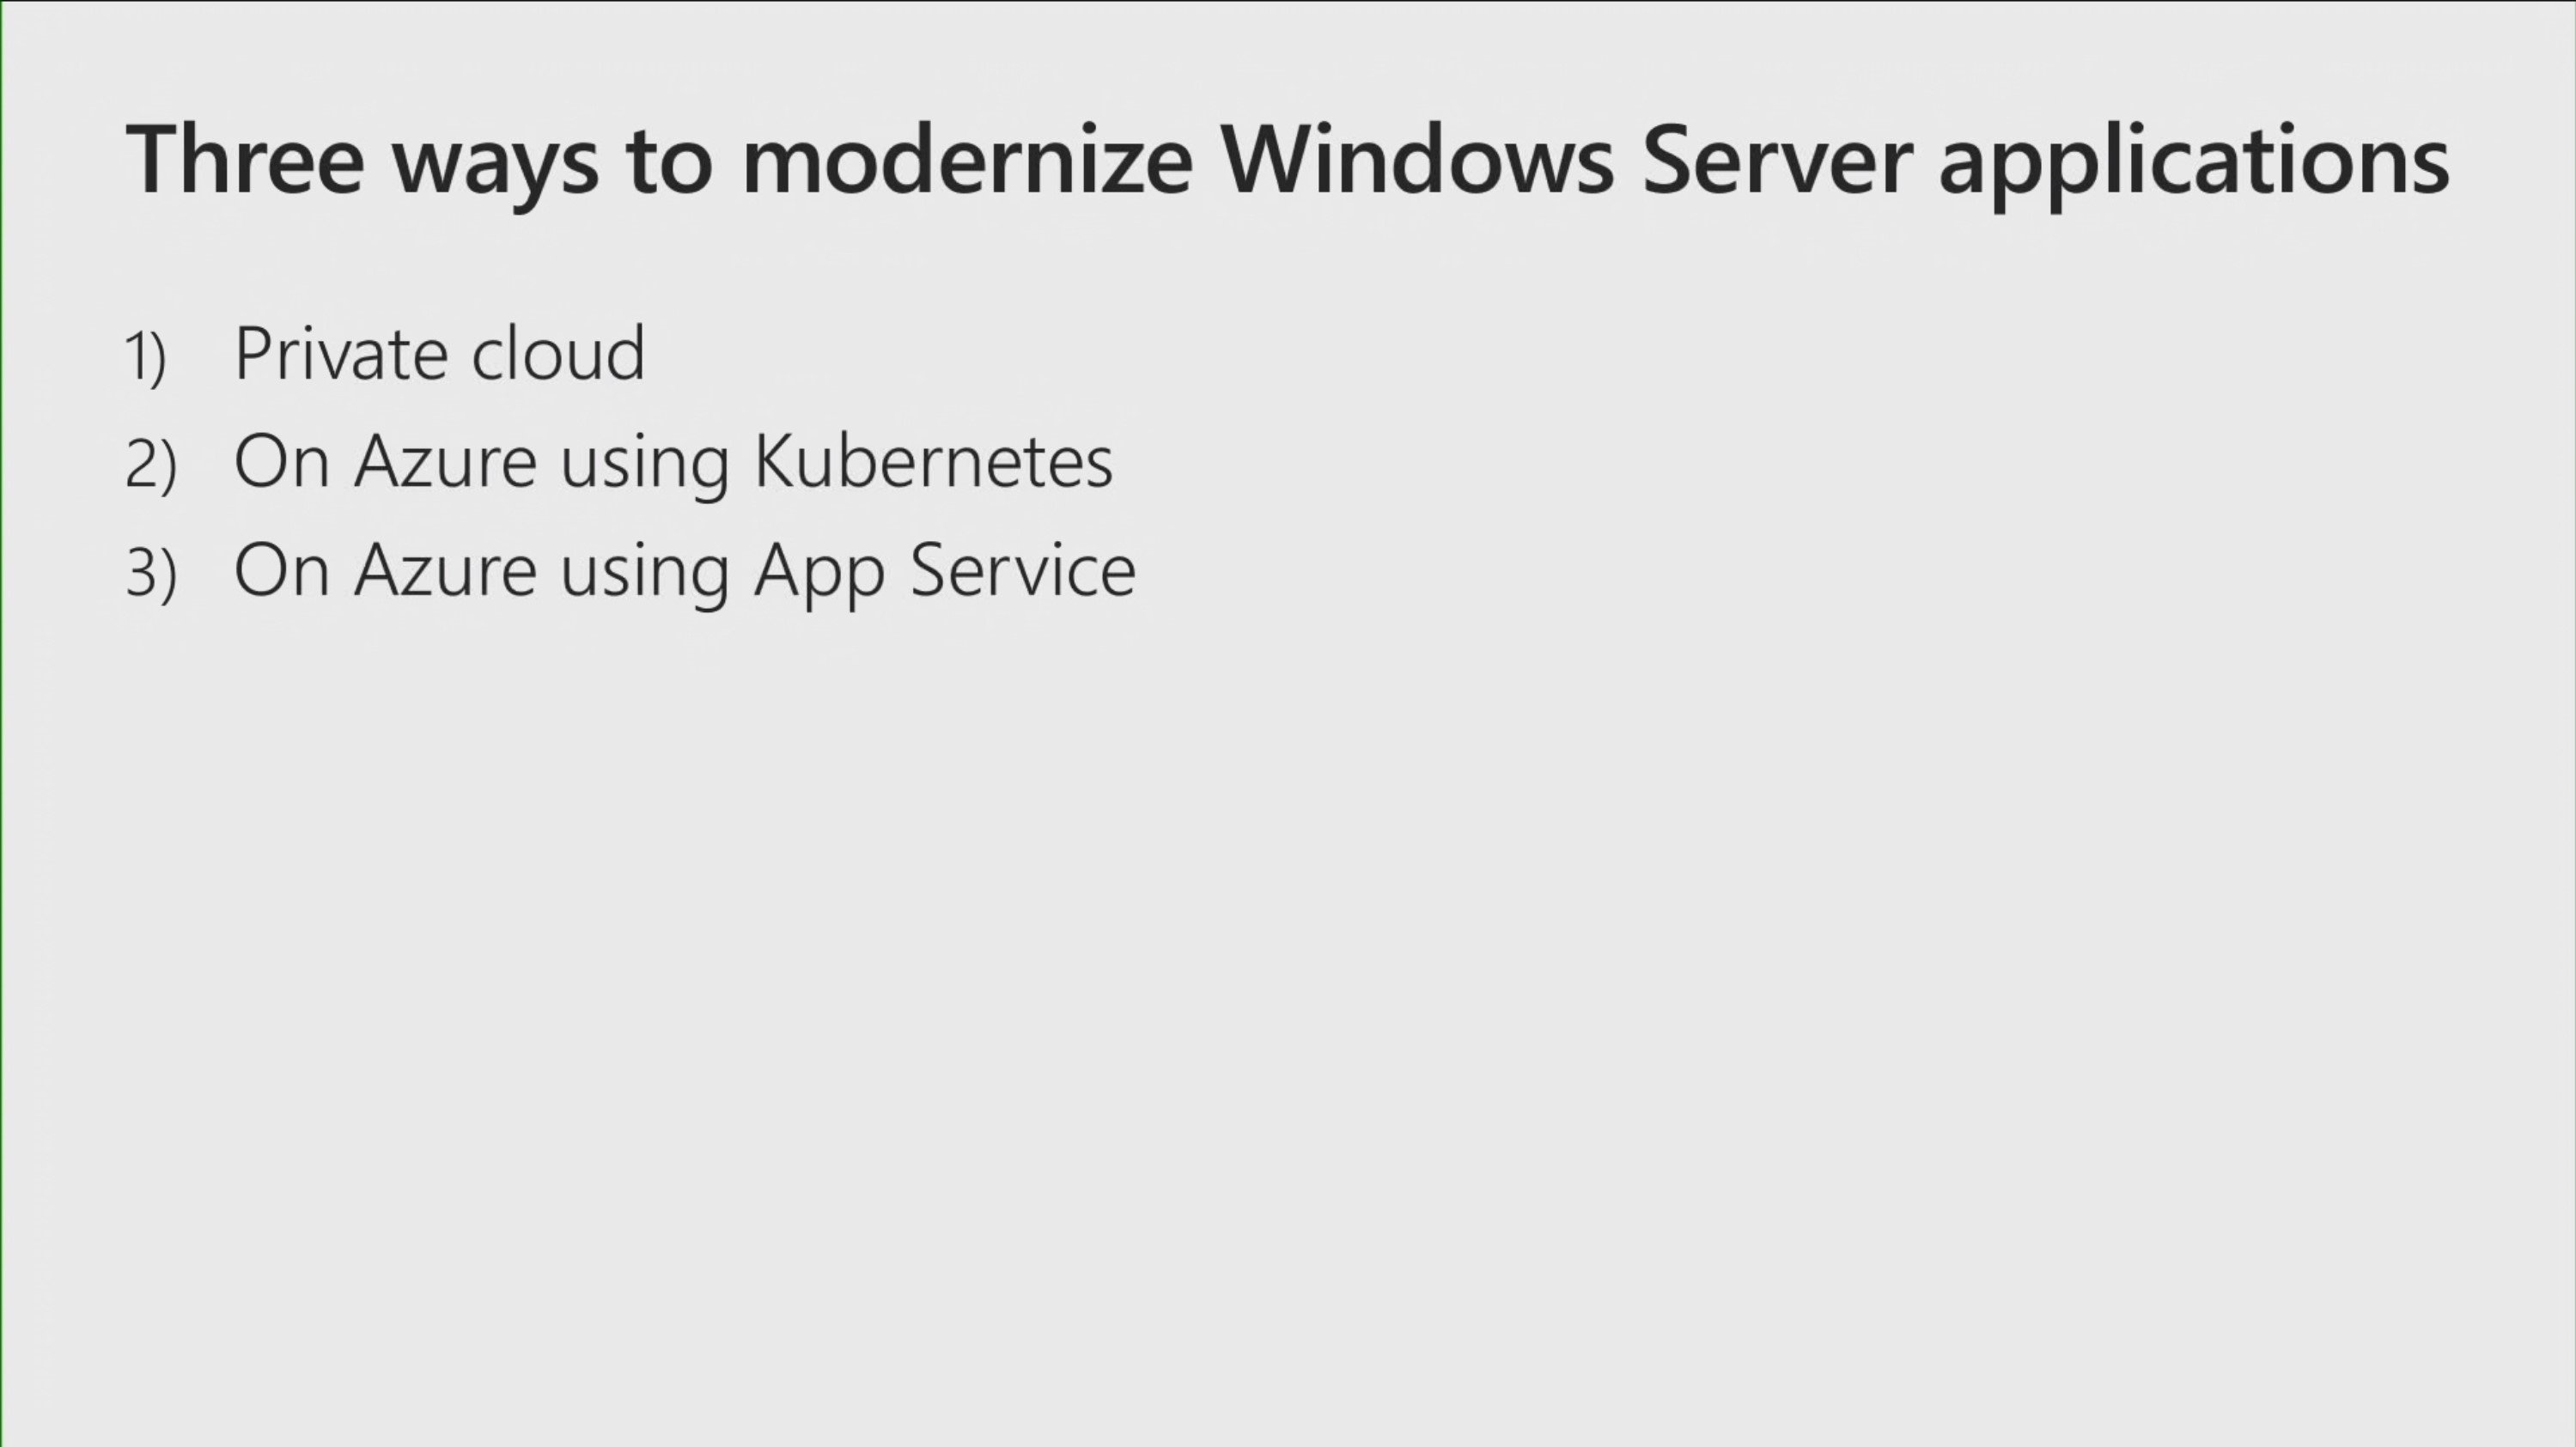 Three ways to modernize Windows Server applications
1) Private cloud
2) On Azure using Kubernetes
3) On Azure using App Service